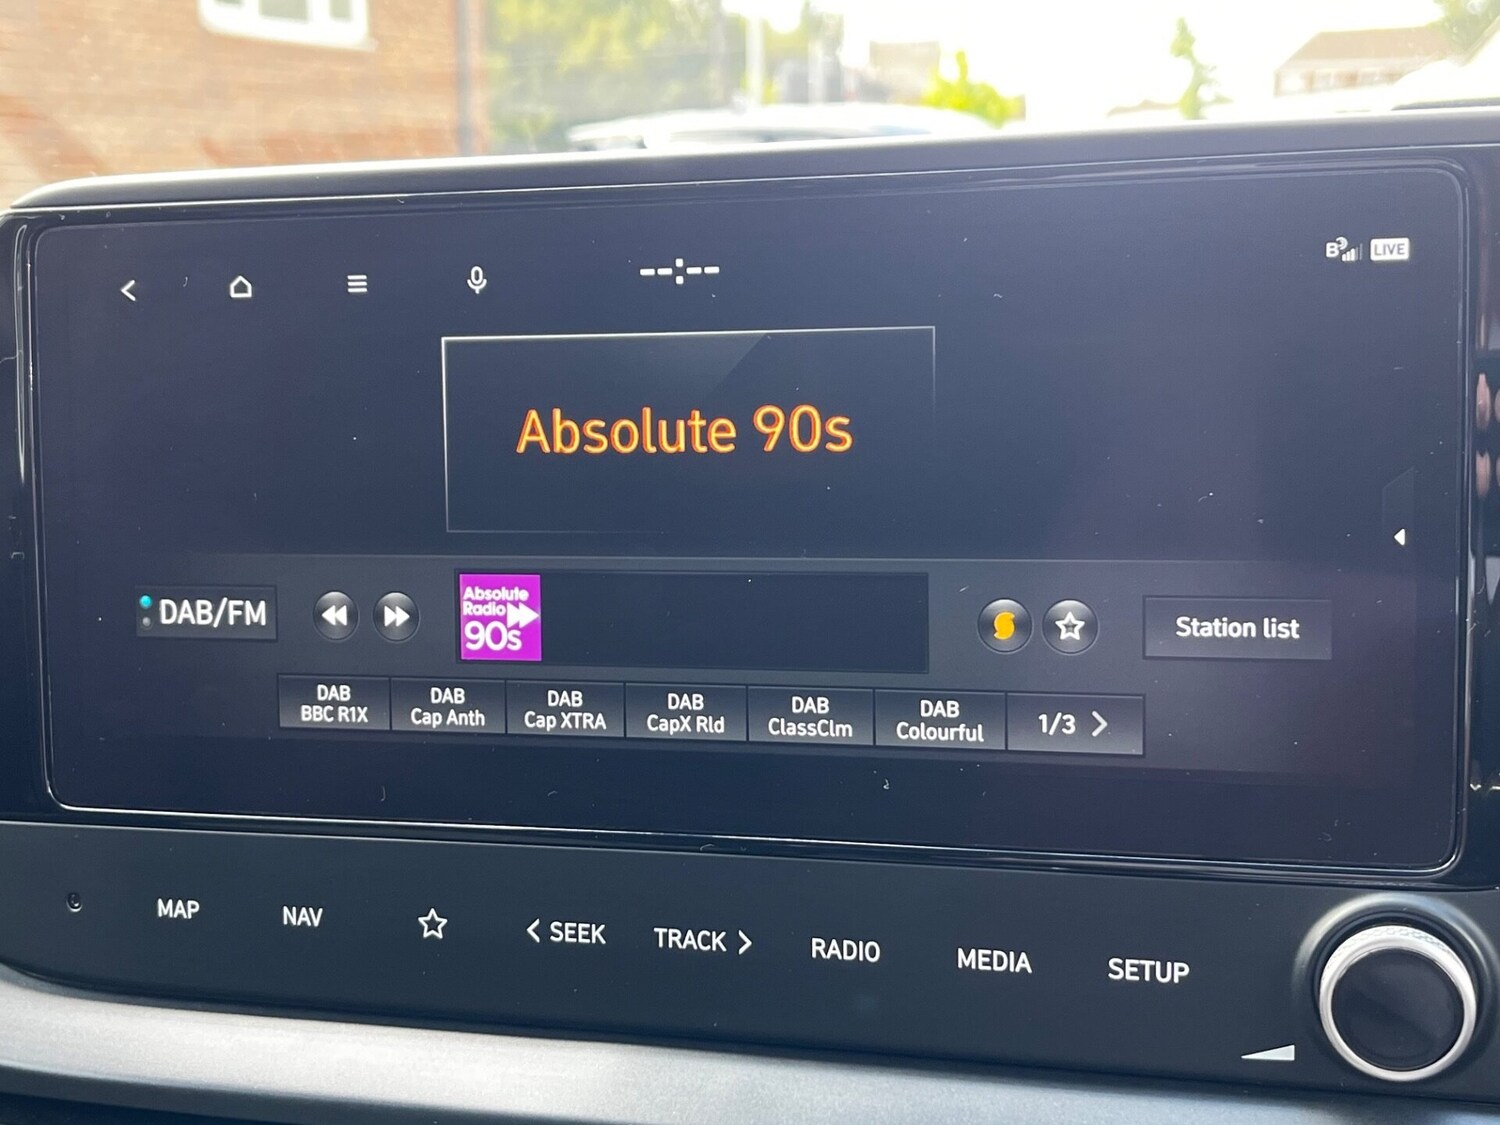 --:--
B LIVE
Absolute 90s
DAB/FM
Absolute
Radio
90s
Station list
DAB
BBC R1X
DAB
Cap Anth
DAB
Cap XTRA
DAB
CapX Rld
DAB
ClassClm
DAB
Colourful
1/3 >
MAP
NAV
< SEEK
TRACK >
RADIO
MEDIA
SETUP